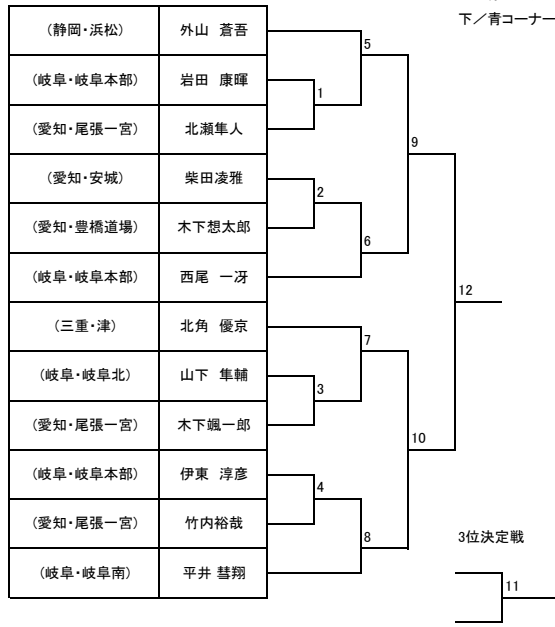 下／青コーナー
(静岡・浜松) 外山 蒼吾
5
(岐阜・岐阜本部) 岩田 康暉
1
(愛知・尾張一宮) 北瀬隼人
9
(愛知・安城) 柴田凌雅
2
(愛知・豊橋道場) 木下想太郎
6
(岐阜・岐阜本部) 西尾 一冴
12
(三重・津) 北角 優京
7
(岐阜・岐阜北) 山下 隼輔
3
(愛知・尾張一宮) 木下颯一郎
10
(岐阜・岐阜本部) 伊東 淳彦
4
(愛知・尾張一宮) 竹内裕哉
8
3位決定戦
(岐阜・岐阜南) 平井 彗翔
11